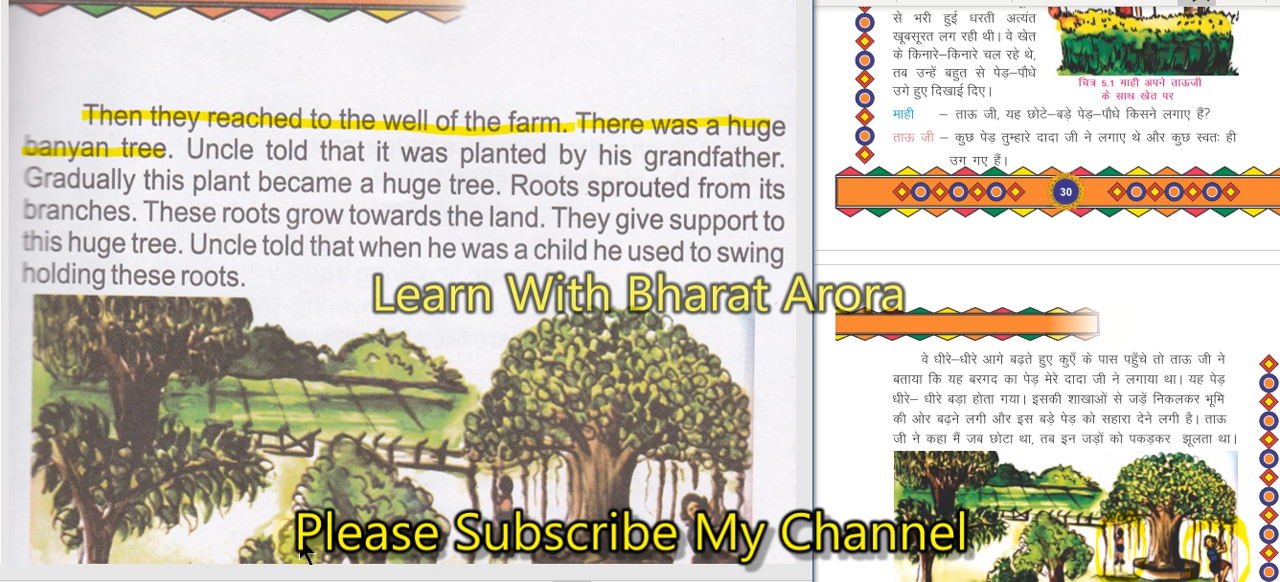 Then they reached to the well of the farm. There was a huge
banyan tree. Uncle told that it was planted by his grandfather.
Gradually this plant became a huge tree. Roots sprouted from its
branches. These roots grow towards the land. They give support to
this huge tree. Uncle told that when he was a child he used to swing
holding these roots.
Learn With Bharat Arora
Please Subscribe My Channel
से भरी हुई धरती अत्यंत
खूबसूरत लग रही थी। वे खेत
के किनारे–किनारे चल रहे थे,
तब उन्हें बहुत से पेड़–पौधे
उगे हुए दिखाई दिए।
चित्र 5.1 माही अपने ताऊजी
के साथ खेत पर
माही – ताऊ जी, यह छोटे–बड़े पेड़–पौधे किसने लगाए हैं?
ताऊ जी – कुछ पेड़ तुम्हारे दादा जी ने लगाए थे और कुछ स्वतः ही
उग गए हैं।
30
वे धीरे–धीरे आगे बढ़ते हुए कुएँ के पास पहुँचे तो ताऊ जी ने
बताया कि यह बरगद का पेड़ मेरे दादा जी ने लगाया था। यह पेड़
धीरे– धीरे बड़ा होता गया। इसकी शाखाओं से जड़ें निकलकर भूमि
की ओर बढ़ने लगी और इस बड़े पेड़ को सहारा देने लगी है। ताऊ
जी ने कहा मैं जब छोटा था, तब इन जड़ों को पकड़कर झूलता था।